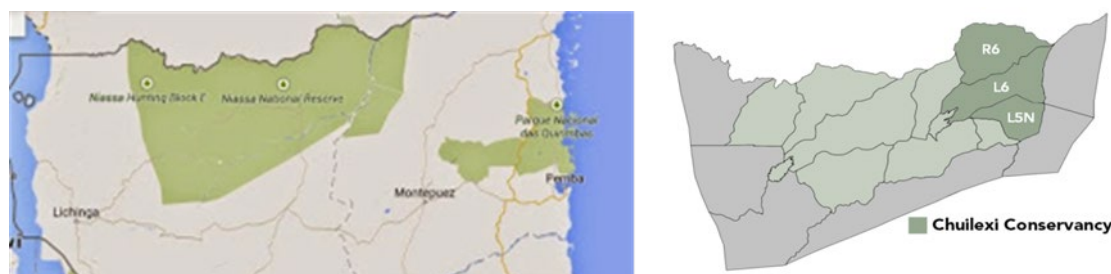 Niassa Hunting Block E
Niassa National Reserve
Parque Nacional
das Quirimbas
Pemba
Montepuez
Lichinga
R6
L6
L5N
Chuilexi Conservancy